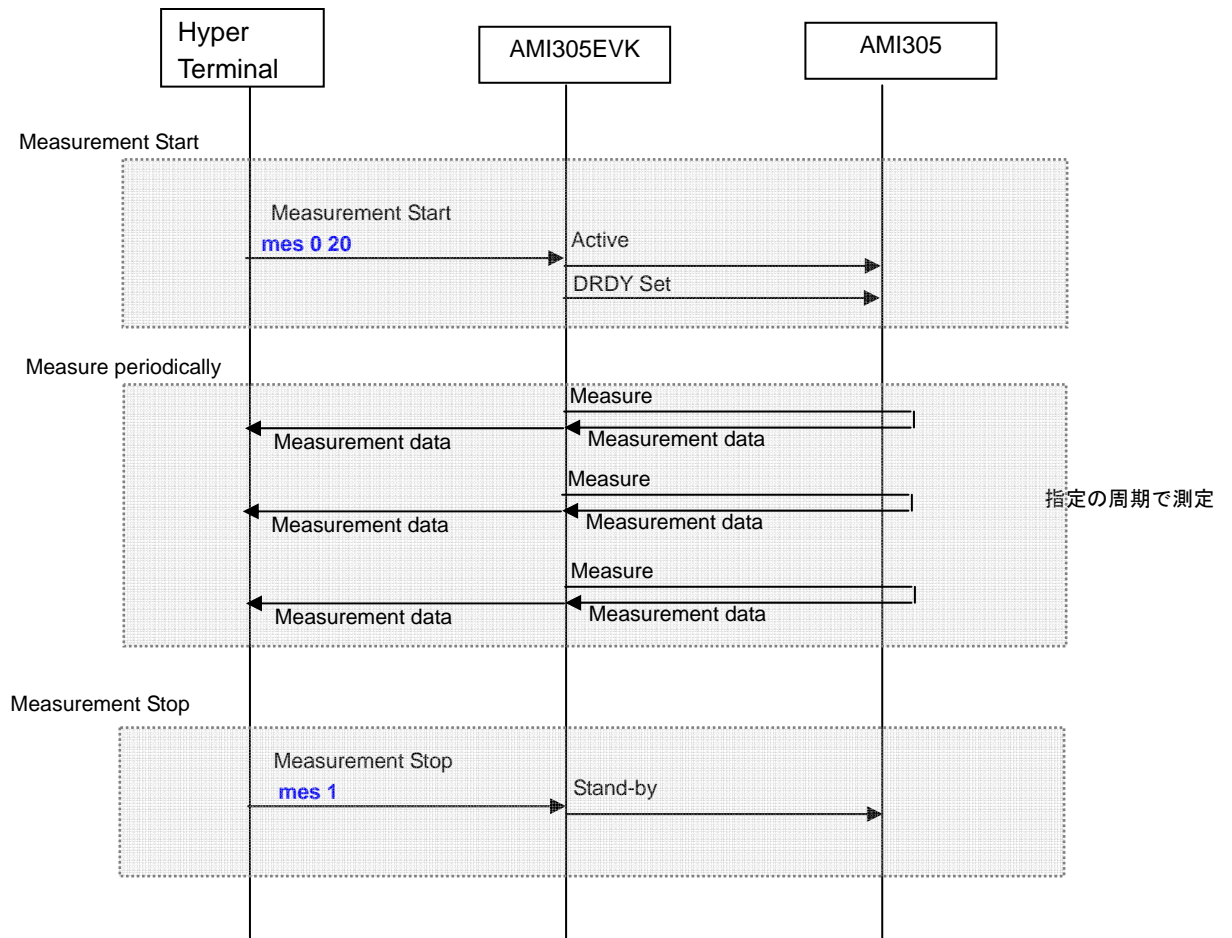 Hyper
Terminal
AMI305EVK
AMI305
Measurement Start
Measurement Start
mes 0 20
Active
DRDY Set
Measure periodically
Measure
Measurement data
Measurement data
Measure
Measurement data
Measurement data
指定の周期で測定
Measure
Measurement data
Measurement data
Measurement Stop
Measurement Stop
mes 1
Stand-by